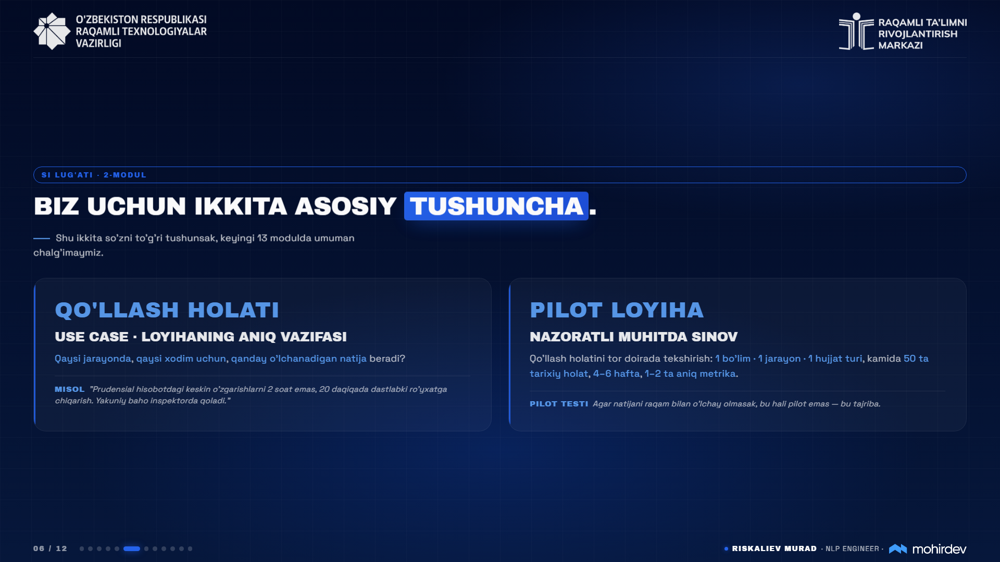 O'ZBEKISTON RESPUBLIKASI
RAQAMLI TEXNOLOGIYALAR
VAZIRLIGI
RAQAMLI TA'LIMNI
RIVOJLANTIRISH
MARKAZI
SI LUG'ATI · 2-MODUL
BIZ UCHUN IKKITA ASOSIY TUSHUNCHA.
Shu ikkita so'zni to'g'ri tushunsak, keyingi 13 modulda umuman
chalg'imaymiz.
QO'LLASH HOLATI
USE CASE · LOYIHANING ANIQ VAZIFASI
Qaysi jarayonda, qaysi xodim uchun, qanday o'lchanadigan natija beradi?
MISOL "Prudensial hisobotdagi keskin o'zgarishlarni 2 soat emas, 20 daqiqada dastlabki ro'yxatga
chiqarish. Yakuniy baho inspektorda qoladi."
PILOT LOYIHA
NAZORATLI MUHITDA SINOV
Qo'llash holatini tor doirada tekshirish: 1 bo'lim · 1 jarayon · 1 hujjat turi, kamida 50 ta
tarixiy holat, 4–6 hafta, 1–2 ta aniq metrika.
PILOT TESTI Agar natijani raqam bilan o'lchay olmasak, bu hali pilot emas — bu tajriba.
06 / 12
RISKALIEV MURAD · NLP ENGINEER ·
mohirdev